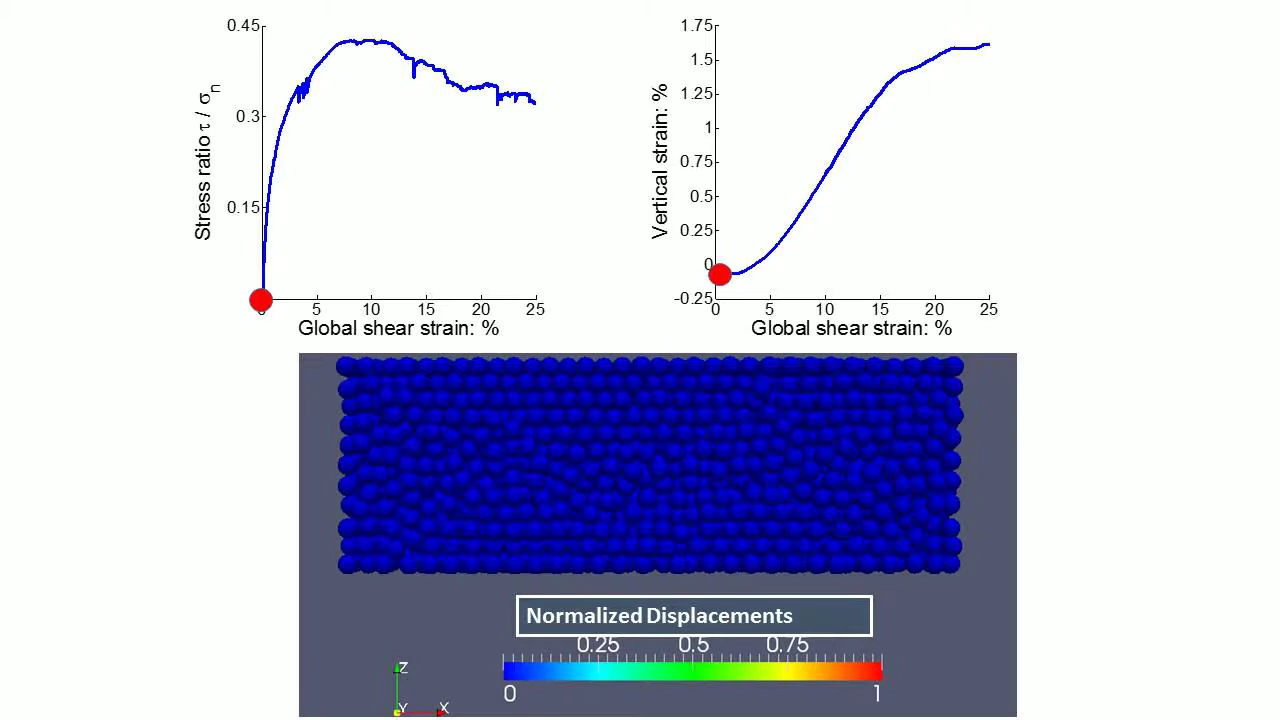 0.45
0.3
0.15
0 5 10 15 20 25
Stress ratio τ / σn
Global shear strain: %
1.75
1.5
1.25
1
0.75
0.5
0.25
0
-0.25
0 5 10 15 20 25
Vertical strain: %
Global shear strain: %
Normalized Displacements
0.25 0.5 0.75
0 1
Z
Y X